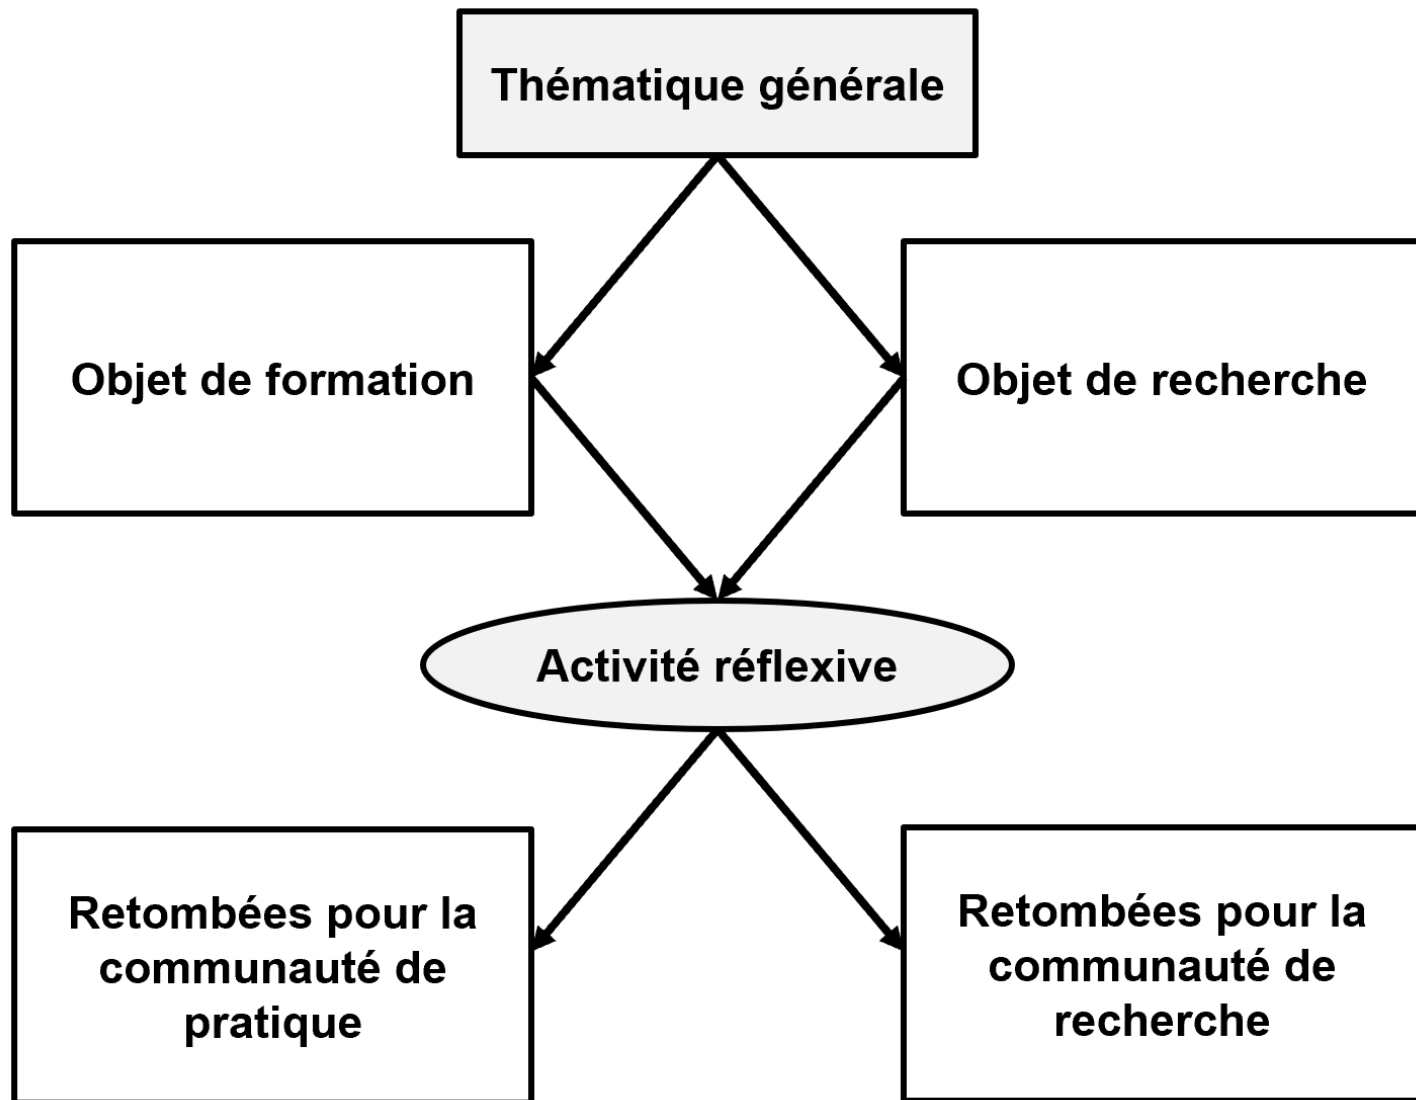 Thématique générale
Objet de formation
Objet de recherche
Activité réflexive
Retombées pour la
communauté de
pratique
Retombées pour la
communauté de
recherche